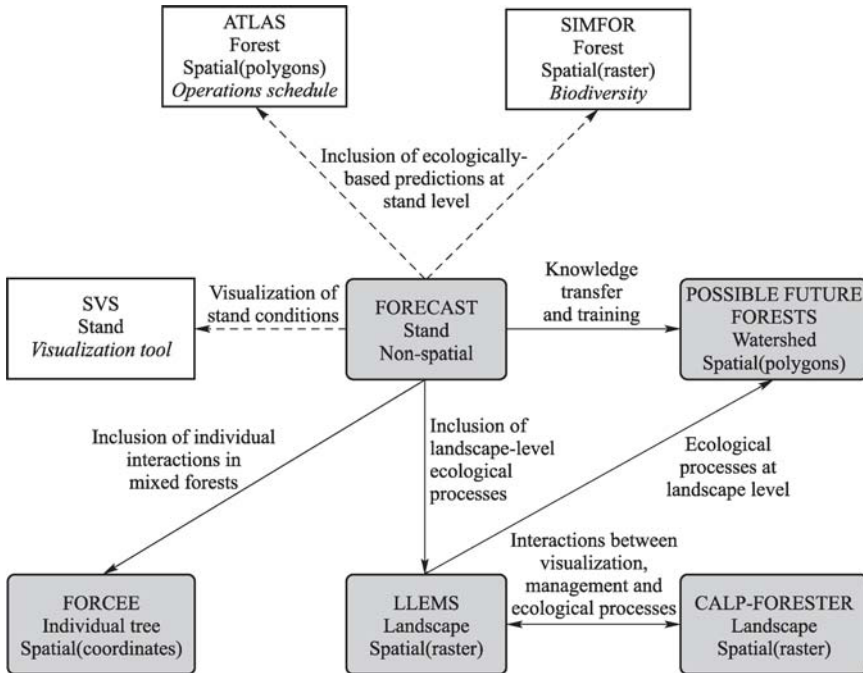 ATLAS
Forest
Spatial(polygons)
Operations schedule
SIMFOR
Forest
Spatial(raster)
Biodiversity
Inclusion of ecologically-
based predictions at
stand level
SVS
Stand
Visualization tool
Visualization of
stand conditions
FORECAST
Stand
Non-spatial
Knowledge
transfer
and training
POSSIBLE FUTURE
FORESTS
Watershed
Spatial(polygons)
Inclusion of individual
interactions in
mixed forests
Inclusion of
landscape-level
ecological
processes
Ecological
processes at
landscape level
Interactions between
visualization,
management and
ecological processes
FORCEE
Individual tree
Spatial(coordinates)
LLEMS
Landscape
Spatial(raster)
CALP-FORESTER
Landscape
Spatial(raster)